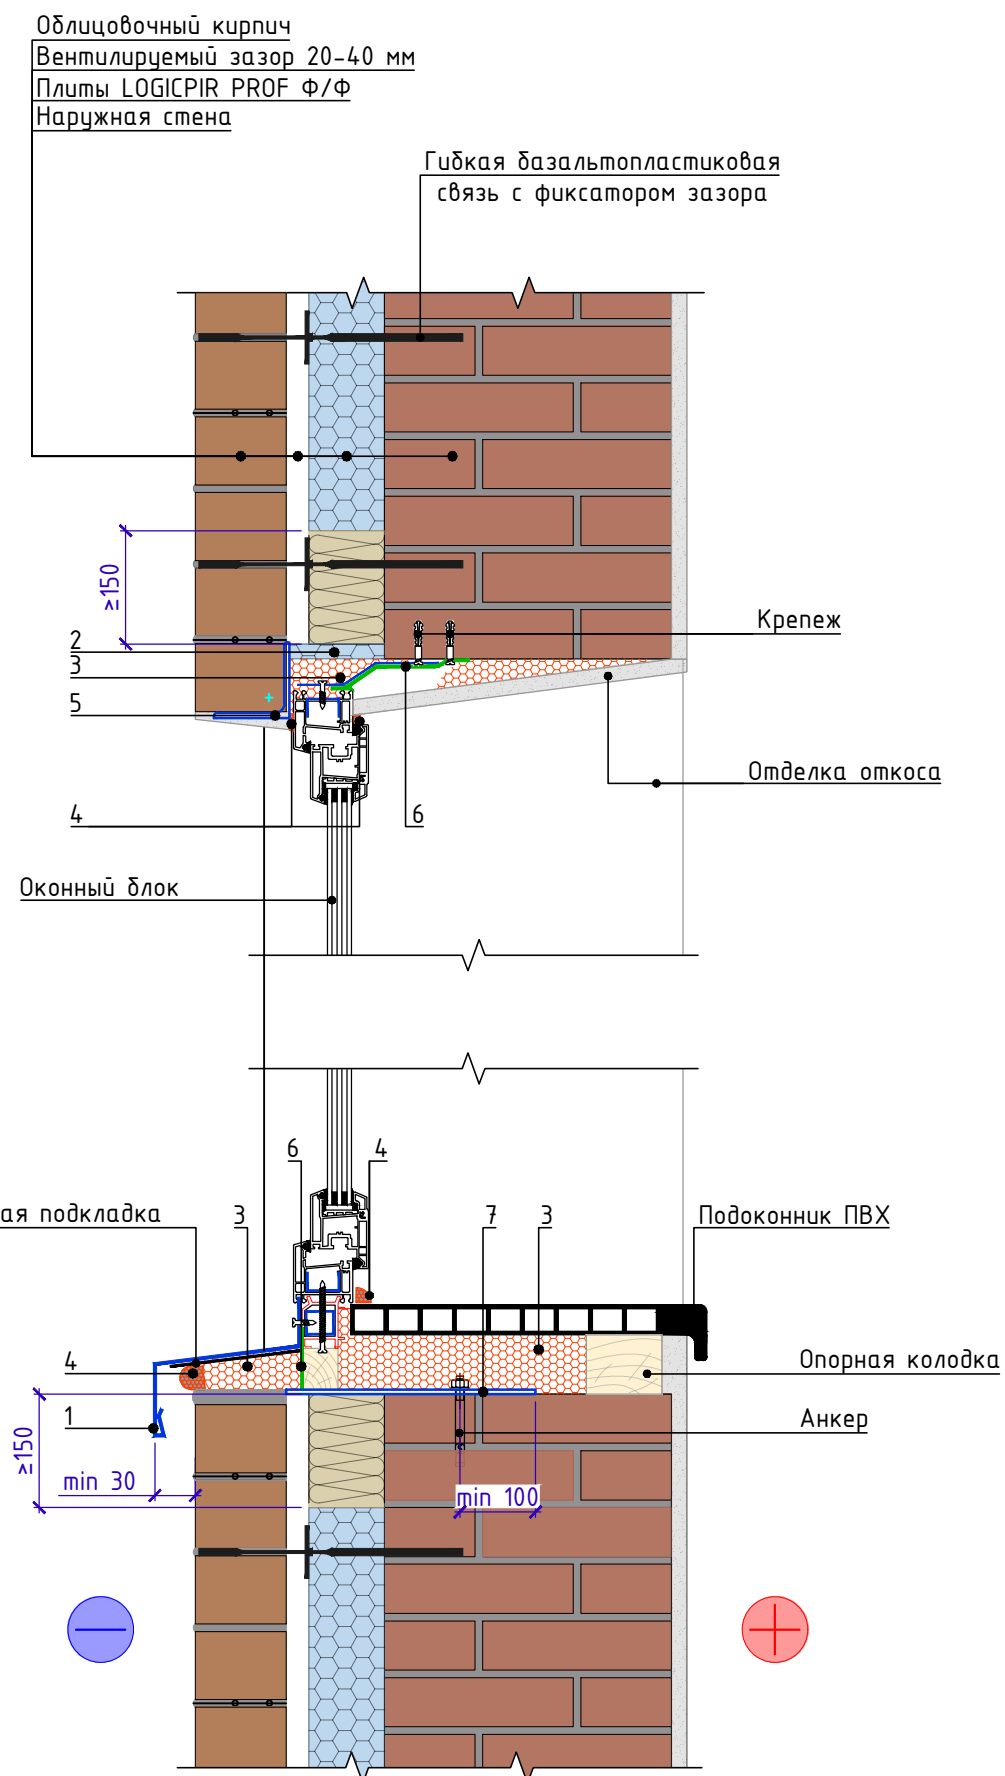 Облицовочный кирпич
Вентилируемый зазор 20-40 мм
Плиты LOGICPIR PROF Ф/Ф
Наружная стена
Гибкая базальтопластиковая
связь с фиксатором зазора
≥150
2
3
5
Крепеж
Отделка откоса
4
6
Оконный блок
6
4
ая подкладка
3
7
3
Подоконник ПВХ
4
Опорная колодка
1
Анкер
≥150
min 30
min 100